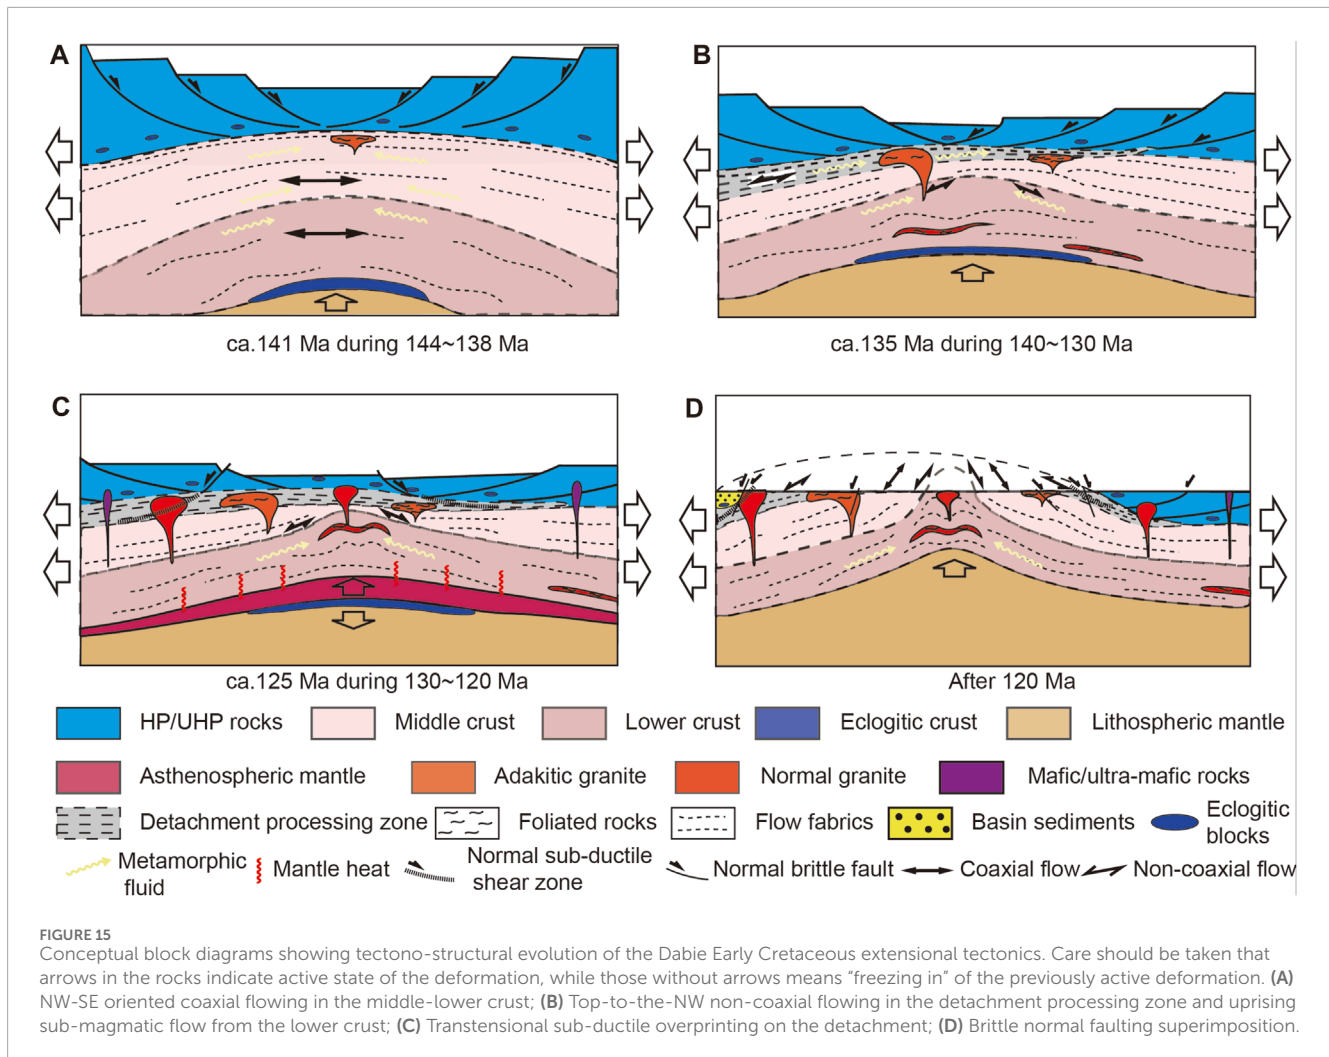 A
B
ca.141 Ma during 144~138 Ma
ca.135 Ma during 140~130 Ma
C
D
ca.125 Ma during 130~120 Ma
After 120 Ma
HP/UHP rocks
Middle crust
Lower crust
Eclogitic crust
Lithospheric mantle
Asthenospheric mantle
Adakitic granite
Normal granite
Mafic/ultra-mafic rocks
Detachment processing zone
Foliated rocks
Flow fabrics
Basin sediments
Eclogitic
blocks
Metamorphic
fluid
Mantle heat
Normal sub-ductile
shear zone
Normal brittle fault
Coaxial flow
Non-coaxial flow
FIGURE 15
Conceptual block diagrams showing tectono-structural evolution of the Dabie Early Cretaceous extensional tectonics. Care should be taken that
arrows in the rocks indicate active state of the deformation, while those without arrows means “freezing in” of the previously active deformation. (A)
NW-SE oriented coaxial flowing in the middle-lower crust; (B) Top-to-the-NW non-coaxial flowing in the detachment processing zone and uprising
sub-magmatic flow from the lower crust; (C) Transtensional sub-ductile overprinting on the detachment; (D) Brittle normal faulting superimposition.